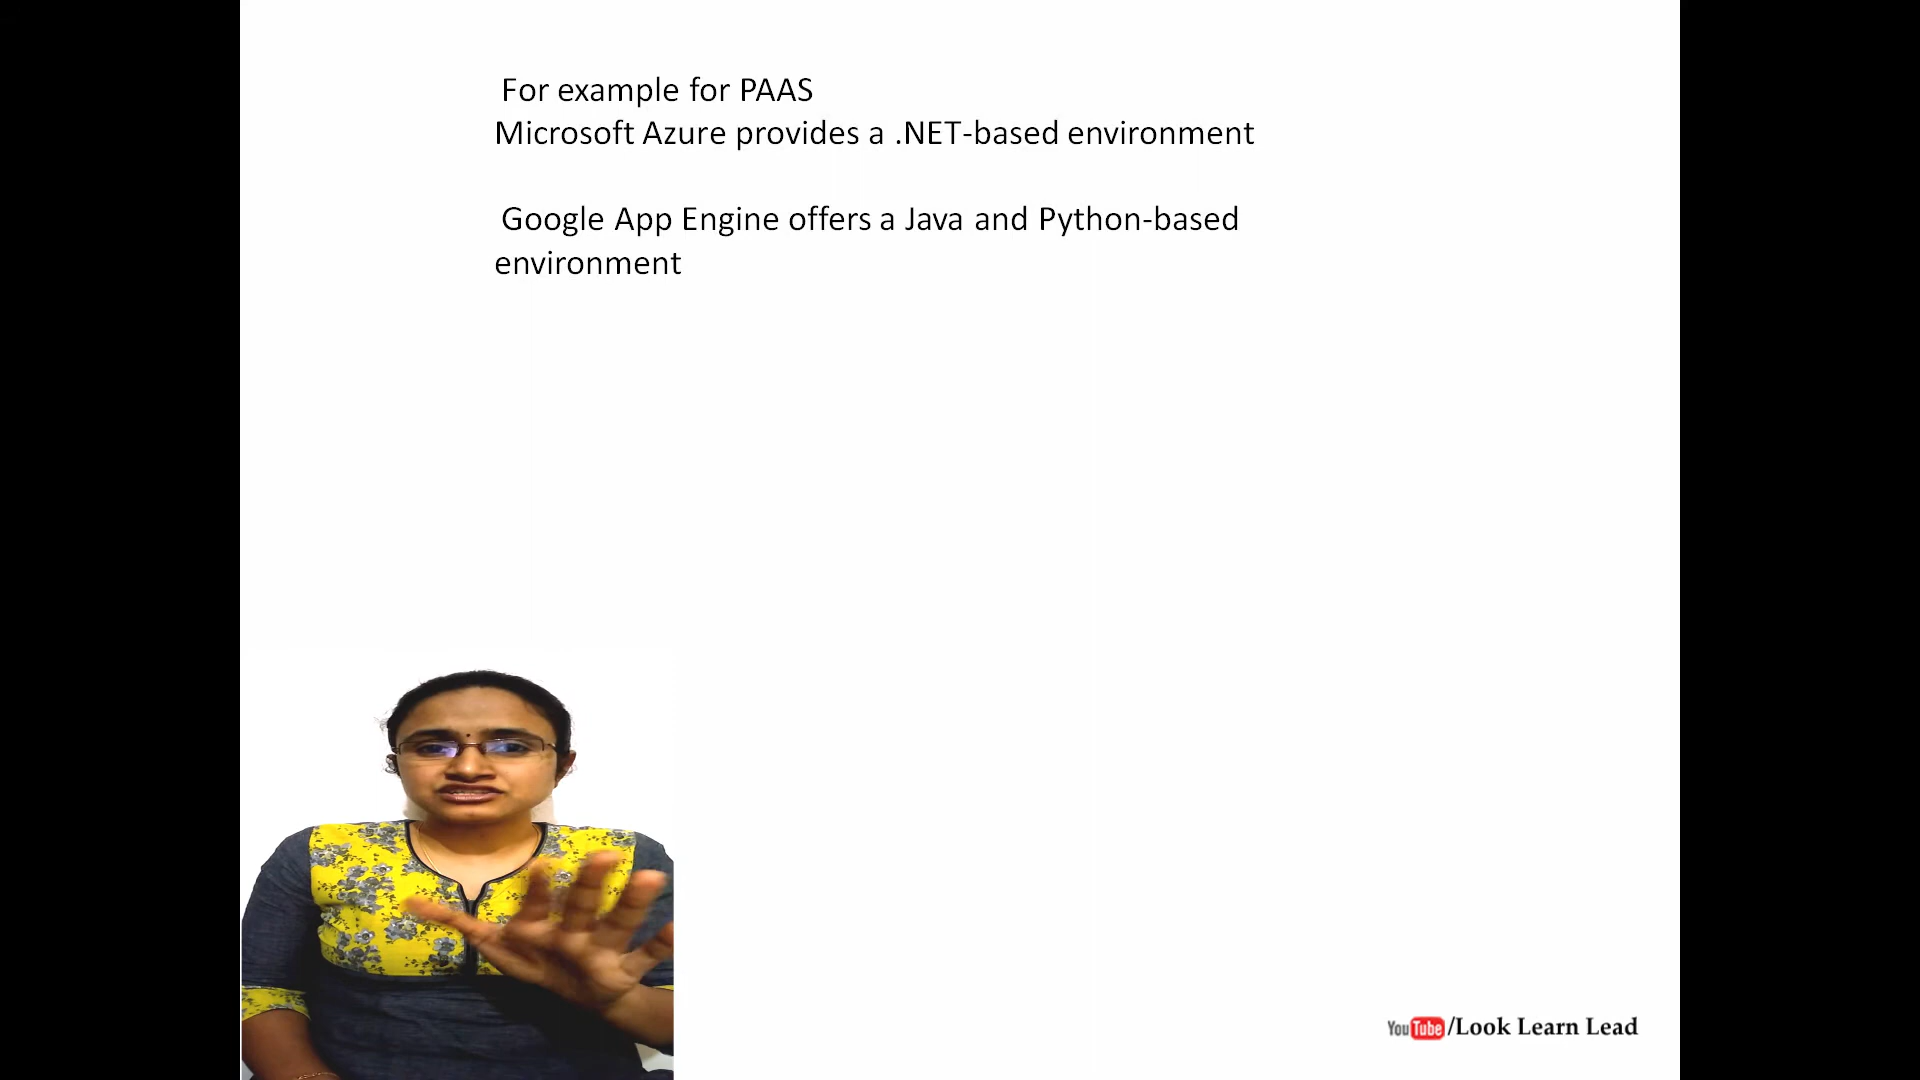 For example for PAAS
Microsoft Azure provides a .NET-based environment
Google App Engine offers a Java and Python-based
environment
YouTube/Look Learn Lead